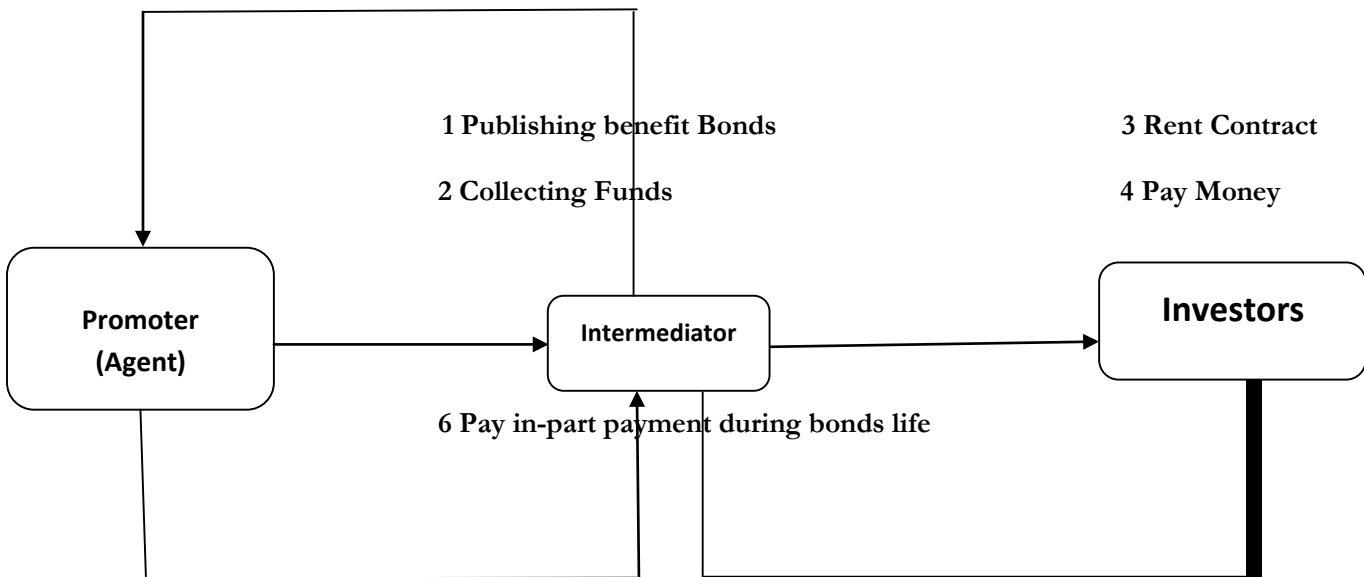 1 Publishing benefit Bonds
3 Rent Contract
2 Collecting Funds
4 Pay Money
Promoter
(Agent)
Intermediator
Investors
6 Pay in-part payment during bonds life